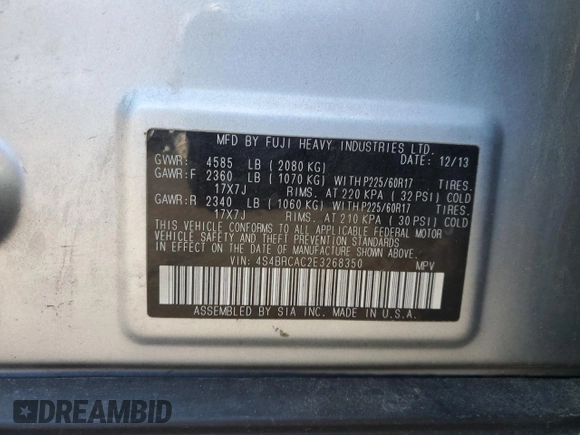 MFD BY FUJI HEAVY INDUSTRIES LTD.
GVWR: 4585 LB ( 2080 KG) DATE: 12/13
GAWR:F 2360 LB ( 1070 KG) WITH P225/60R17 TIRES.
17X7J RIMS. AT 220 KPA ( 32 PSI) COLD
GAWR:R 2340 LB ( 1060 KG) WITH P225/60R17 TIRES.
17X7J RIMS. AT 210 KPA ( 30 PSI) COLD
THIS VEHICLE CONFORMS TO ALL APPLICABLE FEDERAL MOTOR
VEHICLE SAFETY AND THEFT PREVENTION STANDARDS
IN EFFECT ON THE DATE OF MANUFACTURE SHOWN ABOVE.
VIN: 4S4BRCAC2E3268350 MPV
ASSEMBLED BY SIA INC. MADE IN U.S.A.
DREAMBID